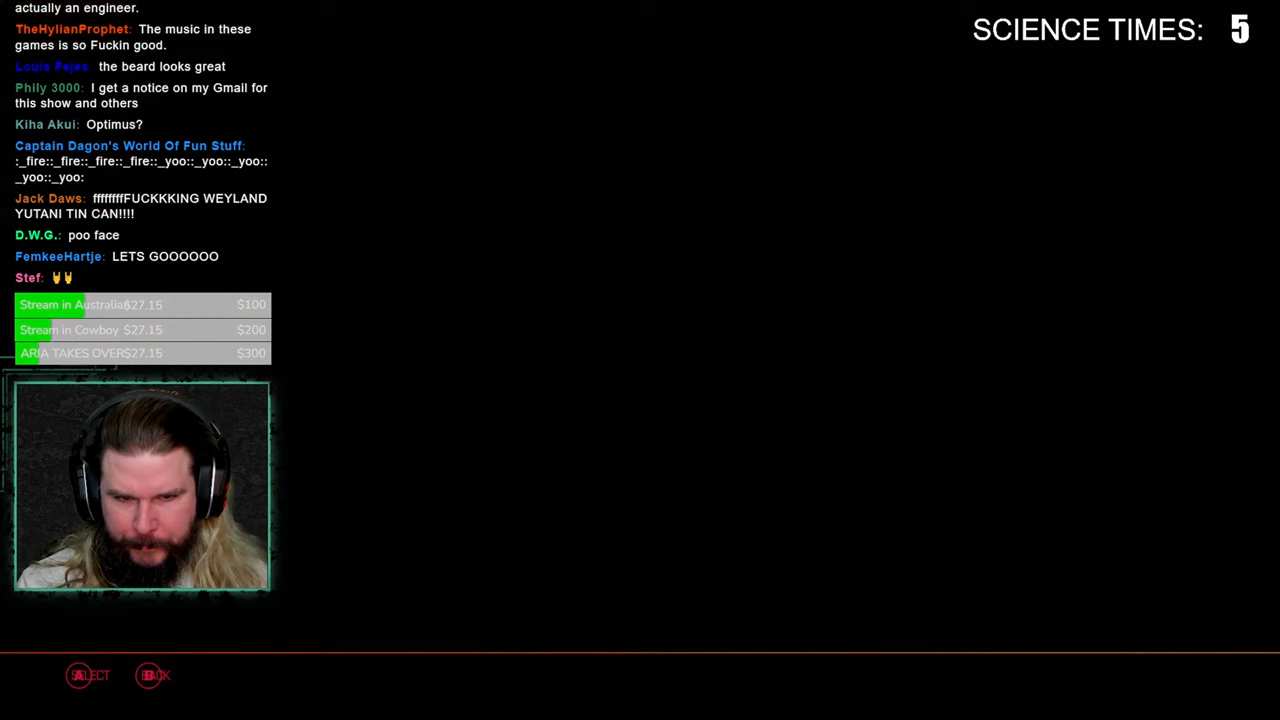 actually an engineer.
TheHylianProphet: The music in these
games is so Fuckin good.
Louis Pejes: the beard looks great
Phily 3000: I get a notice on my Gmail for
this show and others
Kiha Akui: Optimus?
Captain Dagon's World Of Fun Stuff:
:_fire::_fire::_fire::_fire::_yoo::_yoo::_yoo::
_yoo::_yoo:
Jack Daws: ffffffffFUCKKKING WEYLAND
YUTANI TIN CAN!!!!
D.W.G.: poo face
FemkeeHartje: LETS GOOOOOO
Stef: 🤘🤘
Stream in Australian $27.15 $100
Stream in Cowboy $27.15 $200
ARIA TAKES OVER $27.15 $300
SCIENCE TIMES: 5
A SELECT B BACK